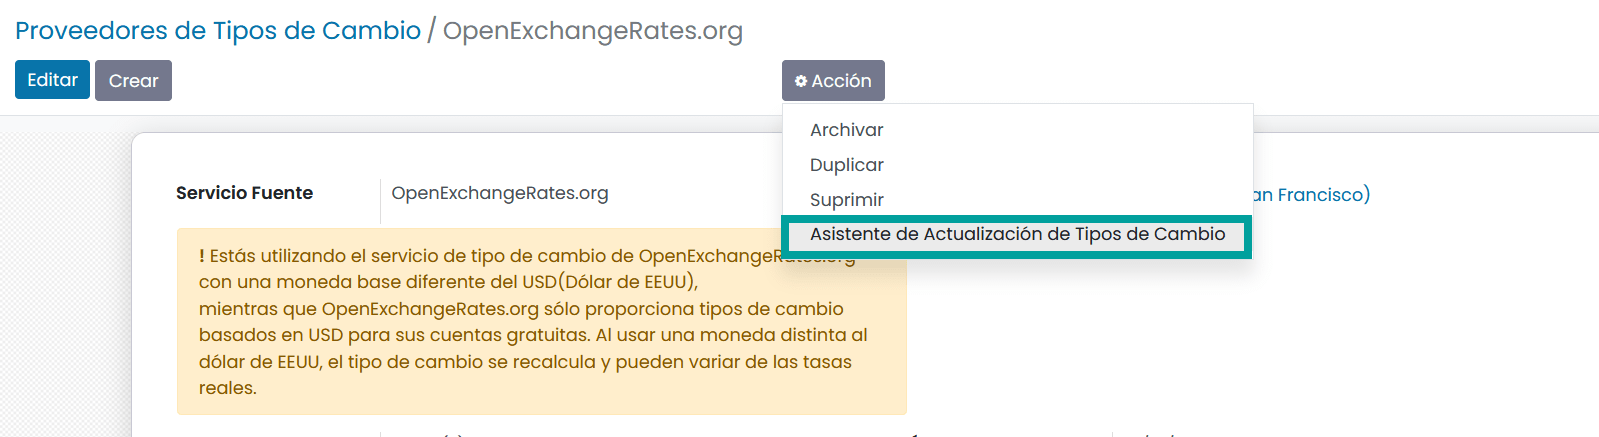 Proveedores de Tipos de Cambio / OpenExchangeRates.org
Editar Crear Acción
Archivar
Duplicar
Suprimir
Asistente de Actualización de Tipos de Cambio
Servicio Fuente OpenExchangeRates.org Francisco)
! Estás utilizando el servicio de tipo de cambio de OpenExchangeRates.org
con una moneda base diferente del USD(Dólar de EEUU),
mientras que OpenExchangeRates.org sólo proporciona tipos de cambio
basados en USD para sus cuentas gratuitas. Al usar una moneda distinta al
dólar de EEUU, el tipo de cambio se recalcula y pueden variar de las tasas
reales.